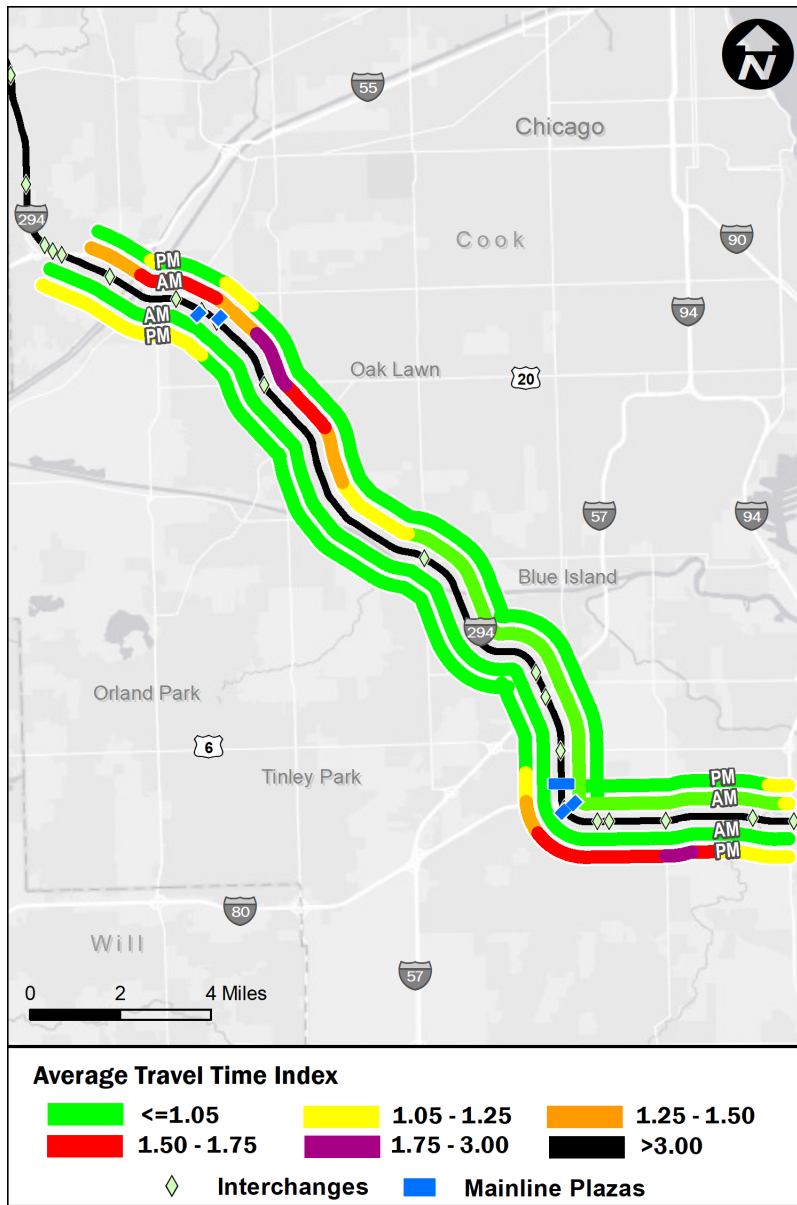 N
55
Chicago
294
90
Cook
PM
AM
AM
PM
94
Oak Lawn
20
57
94
Blue Island
294
Orland Park
6
Tinley Park
PM
AM
AM
PM
80
Will
57
0 2 4 Miles
Average Travel Time Index
<=1.05 1.05 - 1.25 1.25 - 1.50
1.50 - 1.75 1.75 - 3.00 >3.00
Interchanges Mainline Plazas